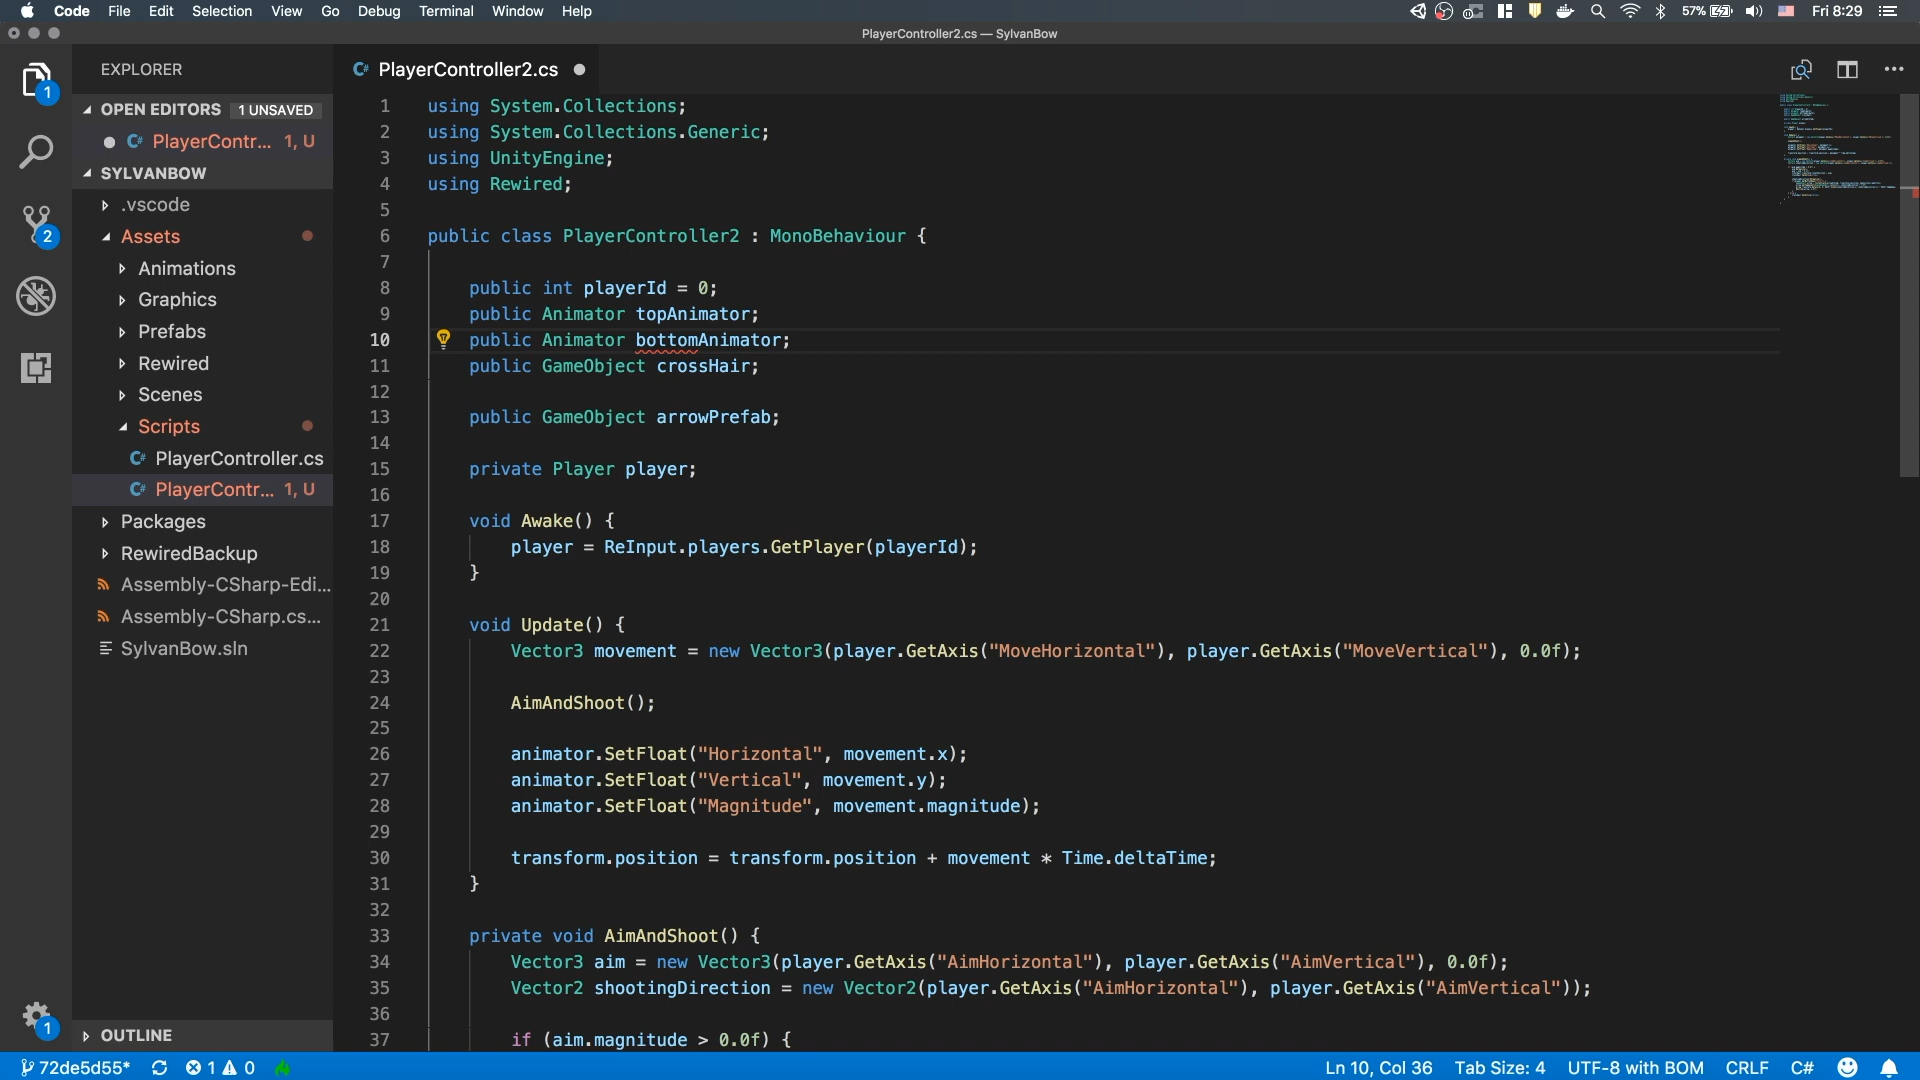 Code File Edit Selection View Go Debug Terminal Window Help 57% Fri 8:29
PlayerController2.cs — SylvanBow
EXPLORER
OPEN EDITORS 1 UNSAVED
PlayerContr... 1, U
SYLVANBOW
.vscode
Assets
Animations
Graphics
Prefabs
Rewired
Scenes
Scripts
PlayerController.cs
PlayerContr... 1, U
Packages
RewiredBackup
Assembly-CSharp-Edi...
Assembly-CSharp.cs...
SylvanBow.sln
OUTLINE
1
2
1
C# PlayerController2.cs
1 using System.Collections;
2 using System.Collections.Generic;
3 using UnityEngine;
4 using Rewired;
5
6 public class PlayerController2 : MonoBehaviour {
7
8 public int playerId = 0;
9 public Animator topAnimator;
10 public Animator bottomAnimator;
11 public GameObject crossHair;
12
13 public GameObject arrowPrefab;
14
15 private Player player;
16
17 void Awake() {
18 player = ReInput.players.GetPlayer(playerId);
19 }
20
21 void Update() {
22 Vector3 movement = new Vector3(player.GetAxis("MoveHorizontal"), player.GetAxis("MoveVertical"), 0.0f);
23
24 AimAndShoot();
25
26 animator.SetFloat("Horizontal", movement.x);
27 animator.SetFloat("Vertical", movement.y);
28 animator.SetFloat("Magnitude", movement.magnitude);
29
30 transform.position = transform.position + movement * Time.deltaTime;
31 }
32
33 private void AimAndShoot() {
34 Vector3 aim = new Vector3(player.GetAxis("AimHorizontal"), player.GetAxis("AimVertical"), 0.0f);
35 Vector2 shootingDirection = new Vector2(player.GetAxis("AimHorizontal"), player.GetAxis("AimVertical"));
36
37 if (aim.magnitude > 0.0f) {
72de5d55* 1 0 Ln 10, Col 36 Tab Size: 4 UTF-8 with BOM CRLF C#